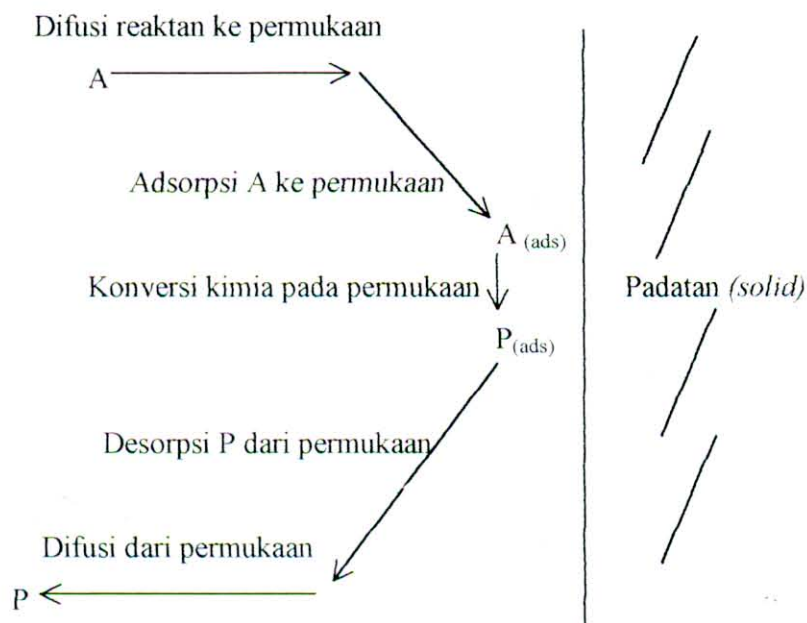 Difusi reaktan ke permukaan
A
Adsorpsi A ke permukaan
A (ads)
Konversi kimia pada permukaan
Padatan (solid)
P(ads)
Desorpsi P dari permukaan
Difusi dari permukaan
P